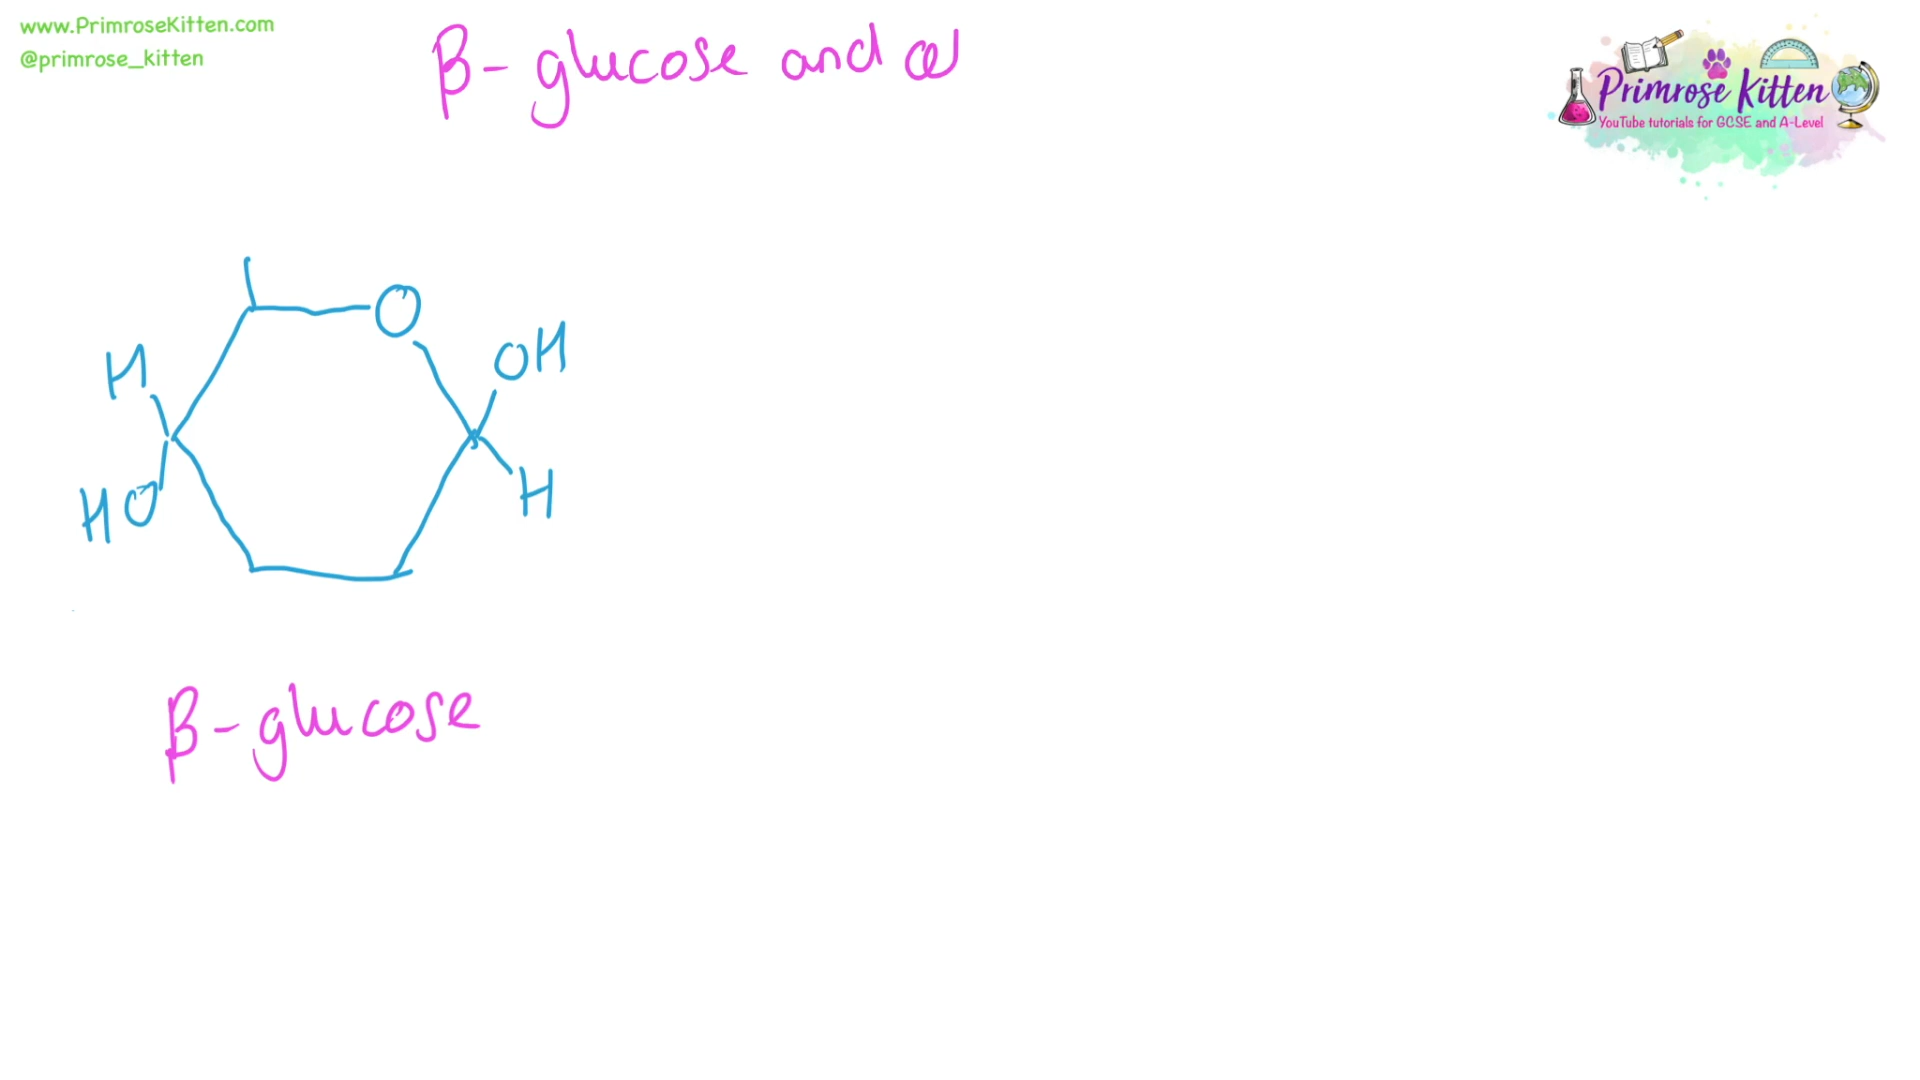 www.PrimroseKitten.com
@primrose_kitten
β- glucose and
Primrose Kitten
YouTube tutorials for GCSE and A-Level
O
OH
H
H
HO
β-glucose